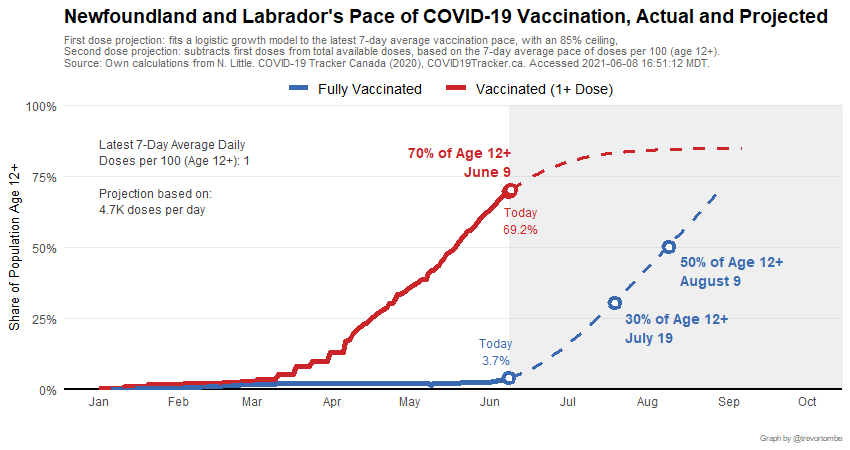 Newfoundland and Labrador's Pace of COVID-19 Vaccination, Actual and Projected
First dose projection: fits a logistic growth model to the latest 7-day average vaccination pace, with an 85% ceiling,
Second dose projection: subtracts first doses from total available doses, based on the 7-day average pace of doses per 100 (age 12+).
Source: Own calculations from N. Little. COVID-19 Tracker Canada (2020), COVID19Tracker.ca. Accessed 2021-06-08 16:51:12 MDT.
Fully Vaccinated Vaccinated (1+ Dose)
Share of Population Age 12+
100%
75%
50%
25%
0%
Latest 7-Day Average Daily
Doses per 100 (Age 12+): 1
Projection based on:
4.7K doses per day
70% of Age 12+
June 9
Today
69.2%
50% of Age 12+
August 9
30% of Age 12+
July 19
Today
3.7%
Jan Feb Mar Apr May Jun Jul Aug Sep Oct
Graph by @trevortombe